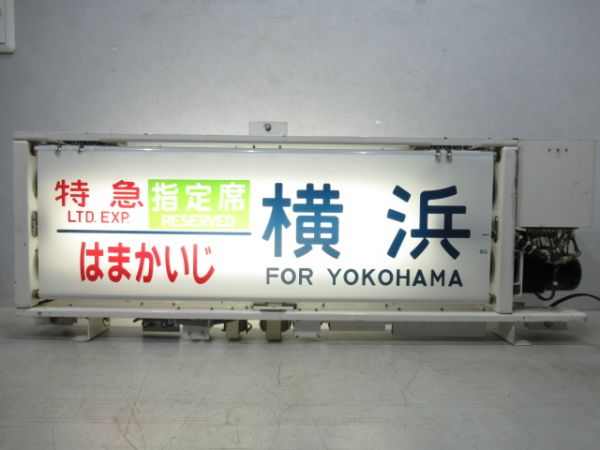 特急
LTD. EXP.
指定席
RESERVED
はまかいじ
横浜
FOR YOKOHAMA